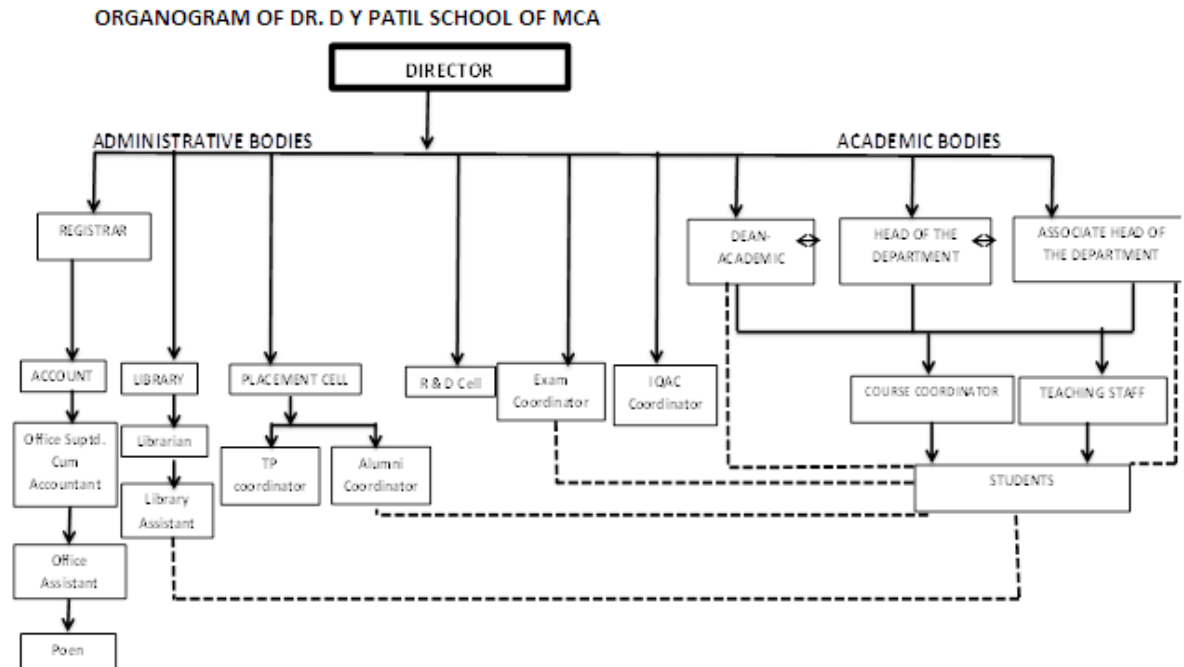 ORGANOGRAM OF DR. D Y PATIL SCHOOL OF MCA
DIRECTOR
ADMINISTRATIVE BODIES
ACADEMIC BODIES
REGISTRAR
DEAN-
ACADEMIC
HEAD OF THE
DEPARTMENT
ASSOCIATE HEAD OF
THE DEPARTMENT
ACCOUNT
LIBRARY
PLACEMENT CELL
R & D Cell
Exam
Coordinator
IQAC
Coordinator
COURSE COORDINATOR
TEACHING STAFF
Office Suptd.
Cum
Accountant
Librarian
TP
coordinator
Alumni
Coordinator
STUDENTS
Library
Assistant
Office
Assistant
Poen